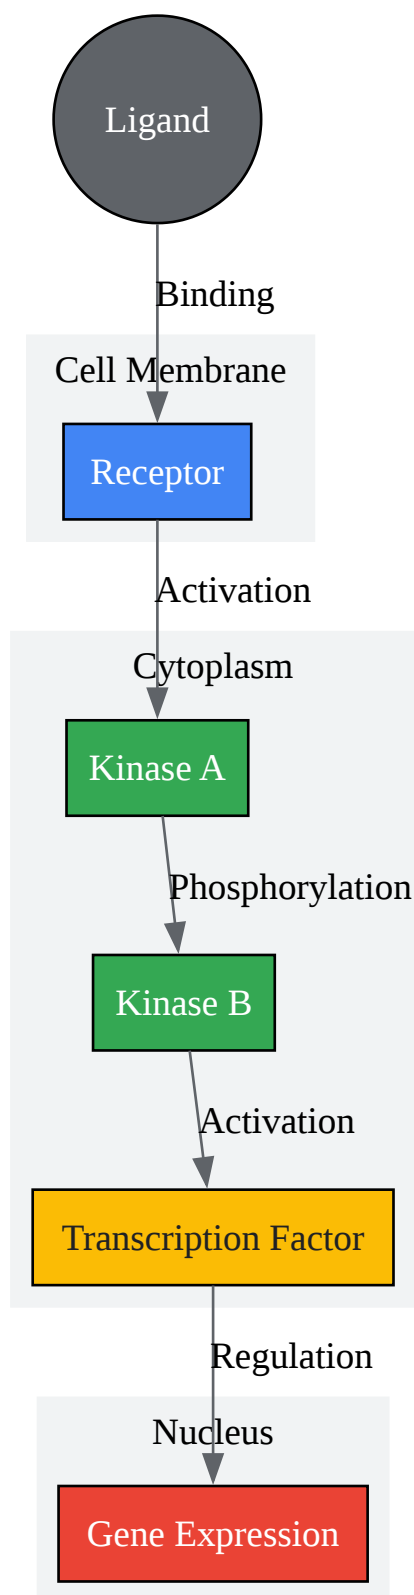 Ligand
Binding
Cell Membrane
Receptor
Activation
Cytoplasm
Kinase A
Phosphorylation
Kinase B
Activation
Transcription Factor
Regulation
Nucleus
Gene Expression